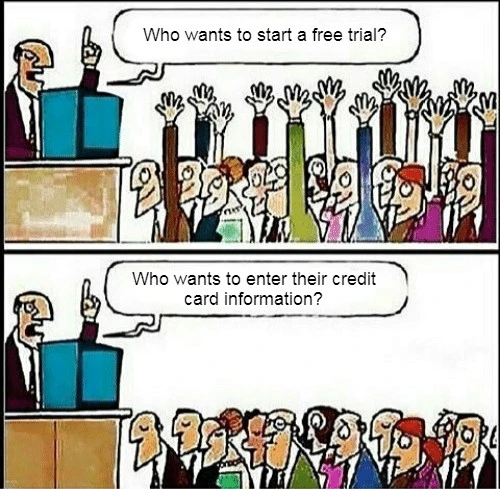 Who wants to start a free trial?
Who wants to enter their credit
card information?